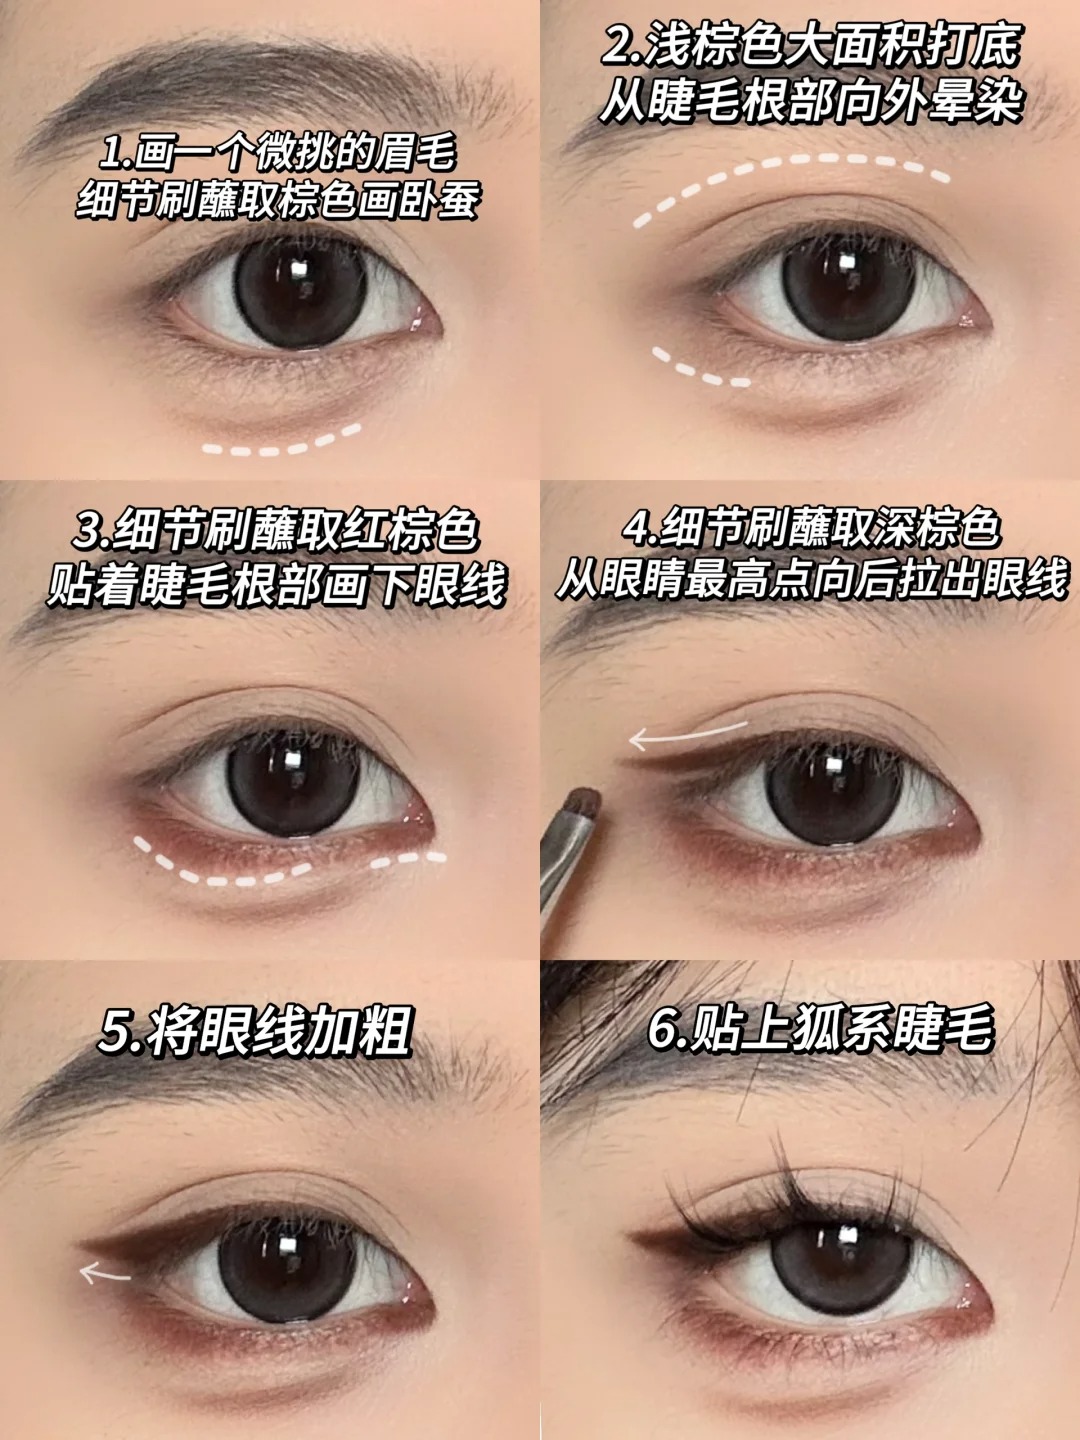 1.画一个微挑的眉毛
细节刷蘸取棕色画卧蚕
2.浅棕色大面积打底
从睫毛根部向外晕染
3.细节刷蘸取红棕色
贴着睫毛根部画下眼线
4.细节刷蘸取深棕色
从眼睛最高点向后拉出眼线
5.将眼线加粗
6.贴上狐系睫毛